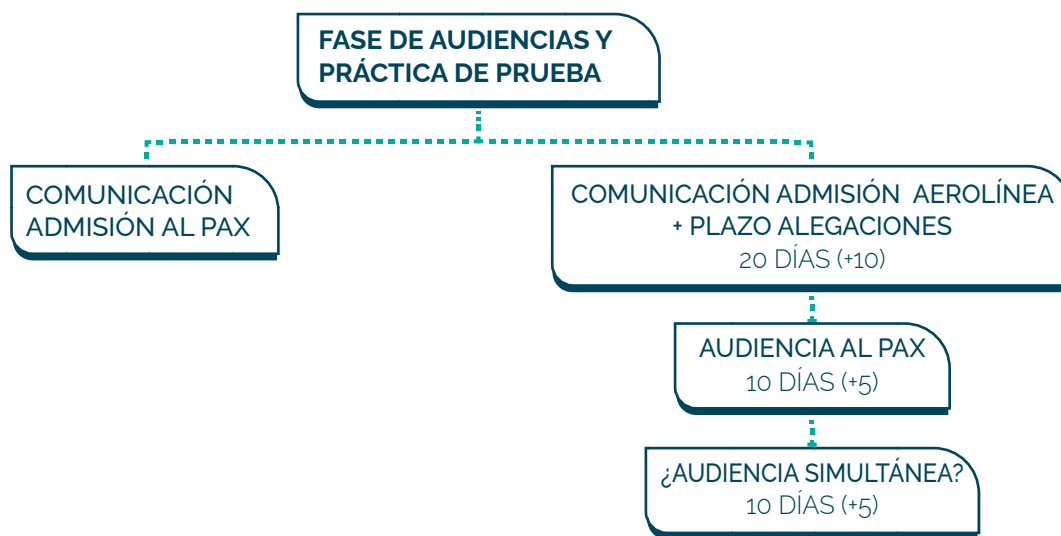 FASE DE AUDIENCIAS Y
PRÁCTICA DE PRUEBA
COMUNICACIÓN
ADMISIÓN AL PAX
COMUNICACIÓN ADMISIÓN AEROLÍNEA
+ PLAZO ALEGACIONES
20 DÍAS (+10)
AUDIENCIA AL PAX
10 DÍAS (+5)
¿AUDIENCIA SIMULTÁNEA?
10 DÍAS (+5)